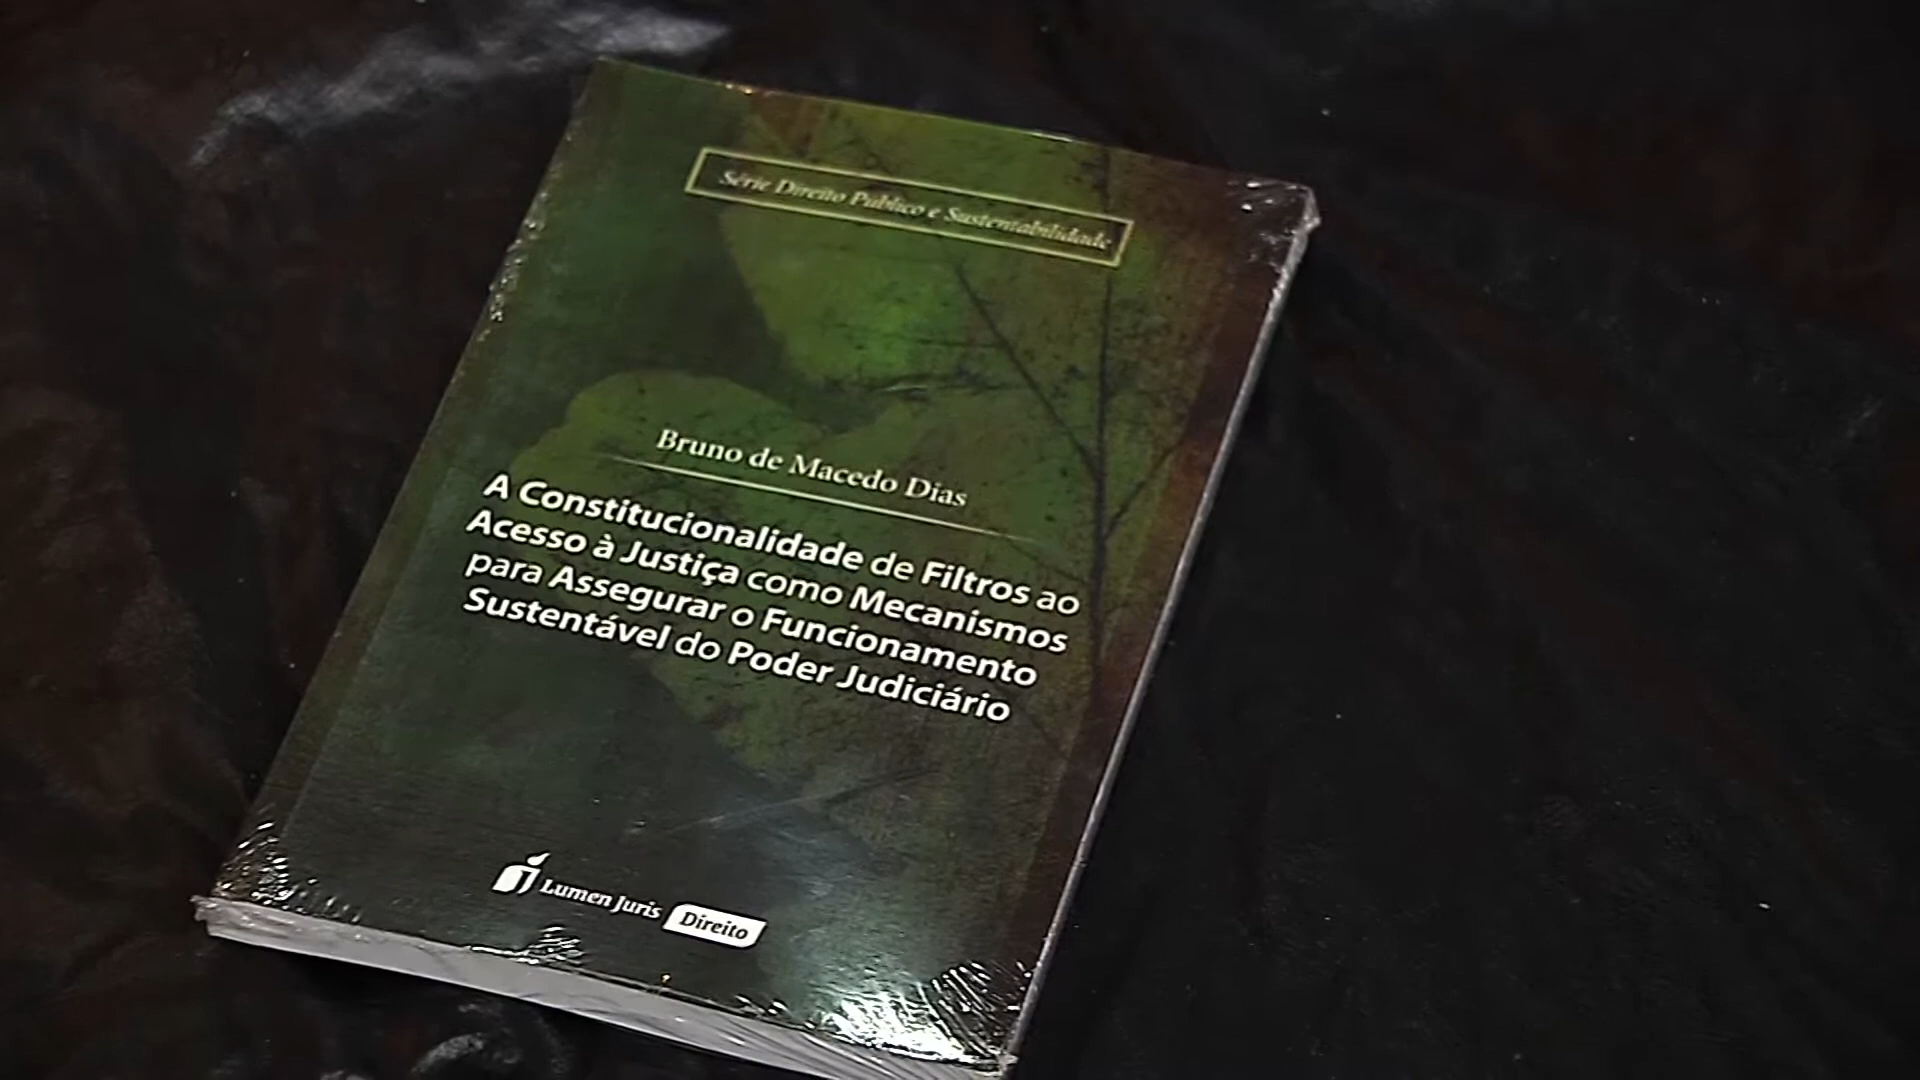 Série Direito Público e Sustentabilidade
Bruno de Macedo Dias
A Constitucionalidade de Filtros ao
Acesso à Justiça como Mecanismos
para Assegurar o Funcionamento
Sustentável do Poder Judiciário
Lumen Juris Direito